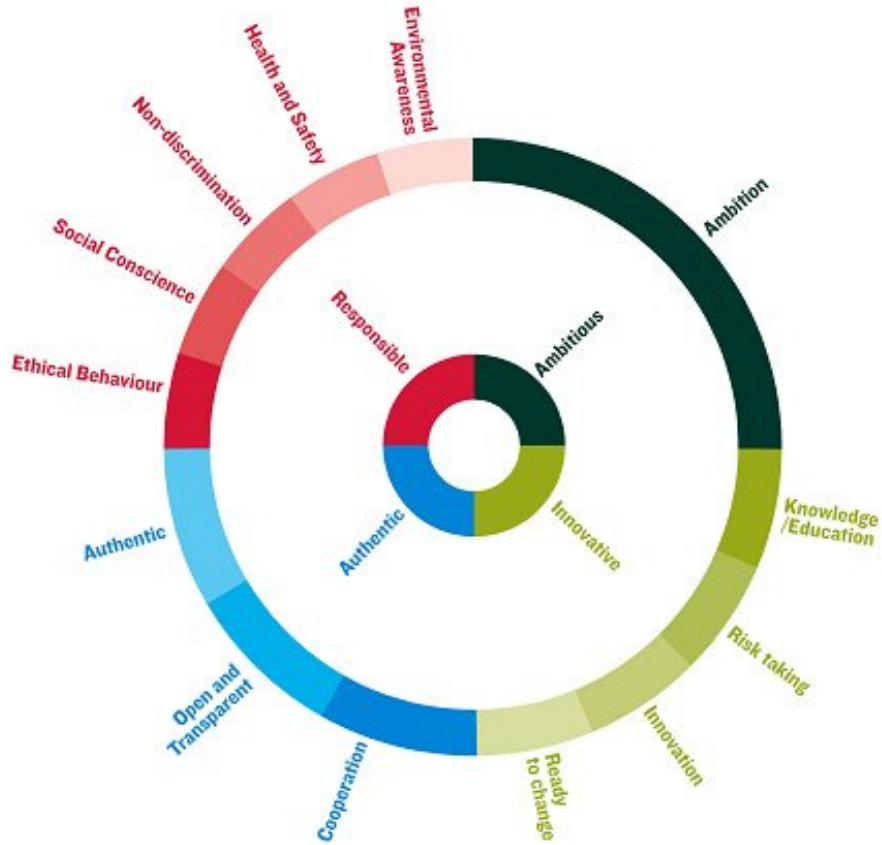 Environmental
Awareness
Health and Safety
Non-discrimination
Social Conscience
Ethical Behaviour
Ambition
Responsible
Ambitious
Authentic
Innovative
Authentic
Open and
Transparent
Cooperation
Knowledge
/Education
Risk taking
Innovation
Ready
to change